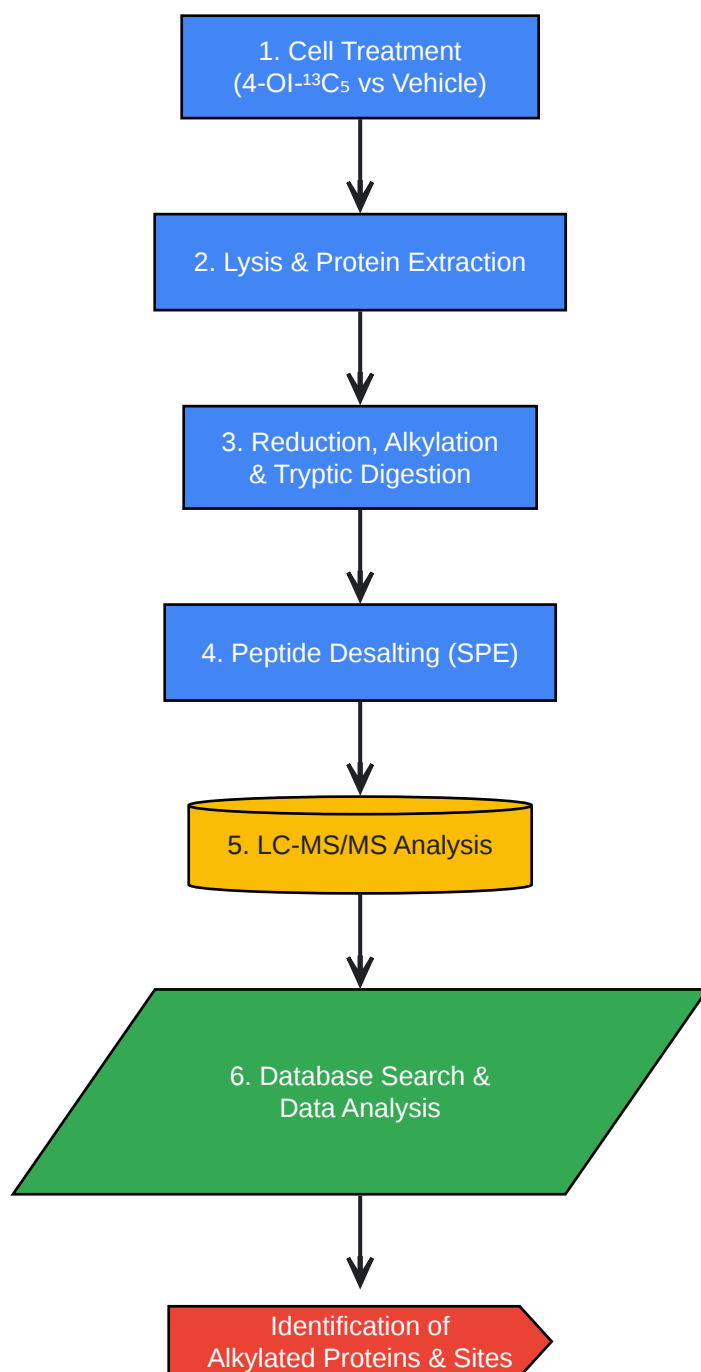 1. Cell Treatment
(4-OI-¹³C₅ vs Vehicle)
2. Lysis & Protein Extraction
3. Reduction, Alkylation
& Tryptic Digestion
4. Peptide Desalting (SPE)
5. LC-MS/MS Analysis
6. Database Search &
Data Analysis
Identification of
Alkylated Proteins & Sites